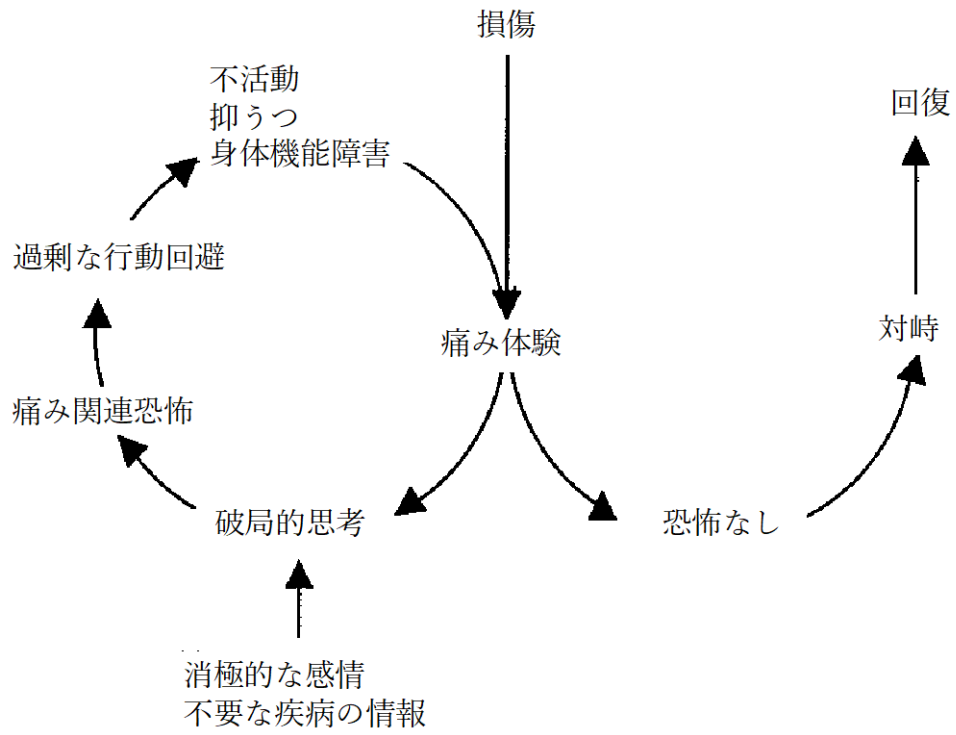 損傷
不活動
抑うつ
身体機能障害
回復
過剰な行動回避
痛み体験
対峙
痛み関連恐怖
破局的思考
恐怖なし
消極的な感情
不要な疾病の情報